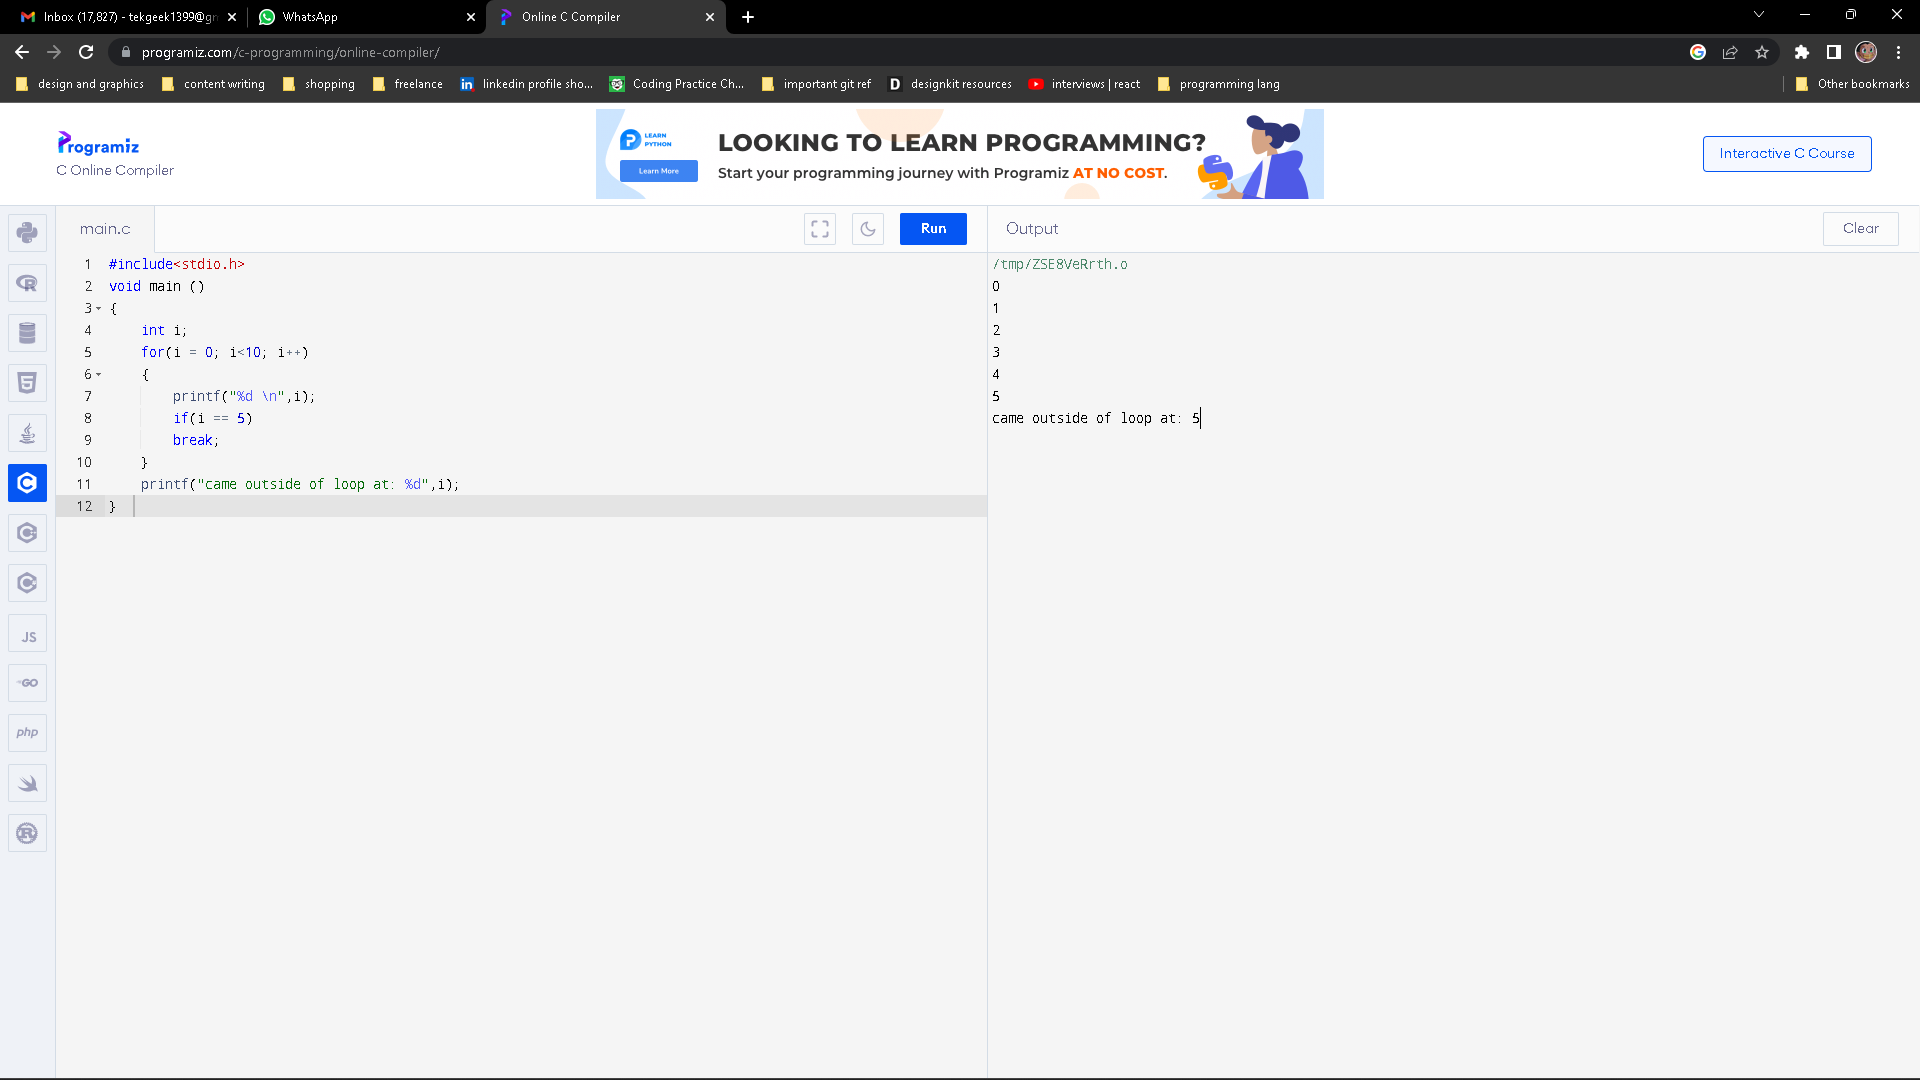 Inbox (17,827) - tekgeek1399@gm
WhatsApp
Online C Compiler
programiz.com/c-programming/online-compiler/
design and graphics
content writing
shopping
freelance
linkedin profile sho...
Coding Practice Ch...
important git ref
designkit resources
interviews | react
programming lang
Other bookmarks
Programiz
C Online Compiler
LEARN
PYTHON
Learn More
LOOKING TO LEARN PROGRAMMING?
Start your programming journey with Programiz AT NO COST.
Interactive C Course
main.c
Run
Output
Clear
1 #include<stdio.h>
2 void main ()
3 {
4 int i;
5 for(i = 0; i<10; i++)
6 {
7 printf("%d \n",i);
8 if(i == 5)
9 break;
10 }
11 printf("came outside of loop at: %d",i);
12 }
/tmp/ZSE8VeRrth.o
0
1
2
3
4
5
came outside of loop at: 5
JS
GO
php